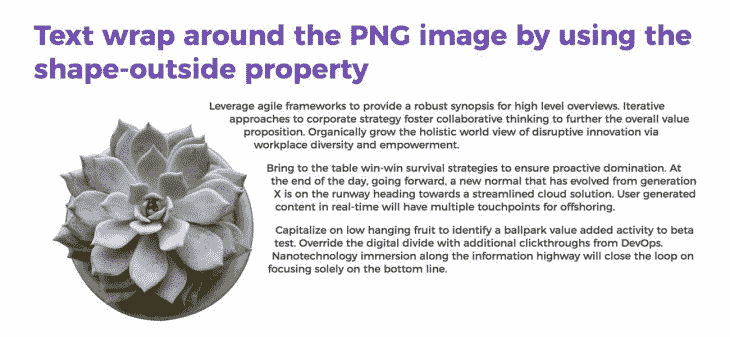 Text wrap around the PNG image by using the
shape-outside property
Leverage agile frameworks to provide a robust synopsis for high level overviews. Iterative
approaches to corporate strategy foster collaborative thinking to further the overall value
proposition. Organically grow the holistic world view of disruptive innovation via
workplace diversity and empowerment.
Bring to the table win-win survival strategies to ensure proactive domination. At
the end of the day, going forward, a new normal that has evolved from generation
X is on the runway heading towards a streamlined cloud solution. User generated
content in real-time will have multiple touchpoints for offshoring.
Capitalize on low hanging fruit to identify a ballpark value added activity to beta
test. Override the digital divide with additional clickthroughs from DevOps.
Nanotechnology immersion along the information highway will close the loop on
focusing solely on the bottom line.